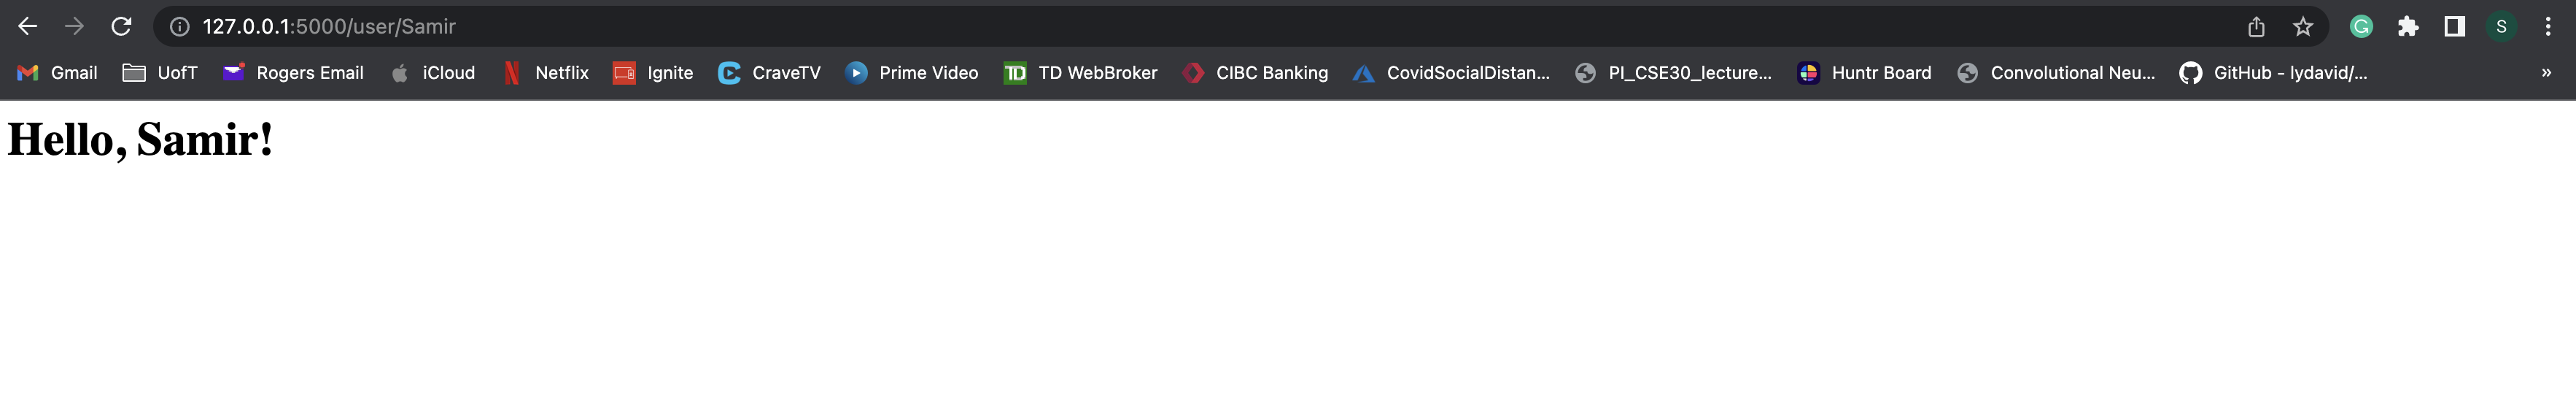 127.0.0.1:5000/user/Samir
S
Gmail UofT Rogers Email iCloud Netflix Ignite CraveTV Prime Video TD TD WebBroker CIBC Banking CovidSocialDistan... PI_CSE30_lecture... Huntr Board Convolutional Neu... GitHub - lydavid/... »
Hello, Samir!